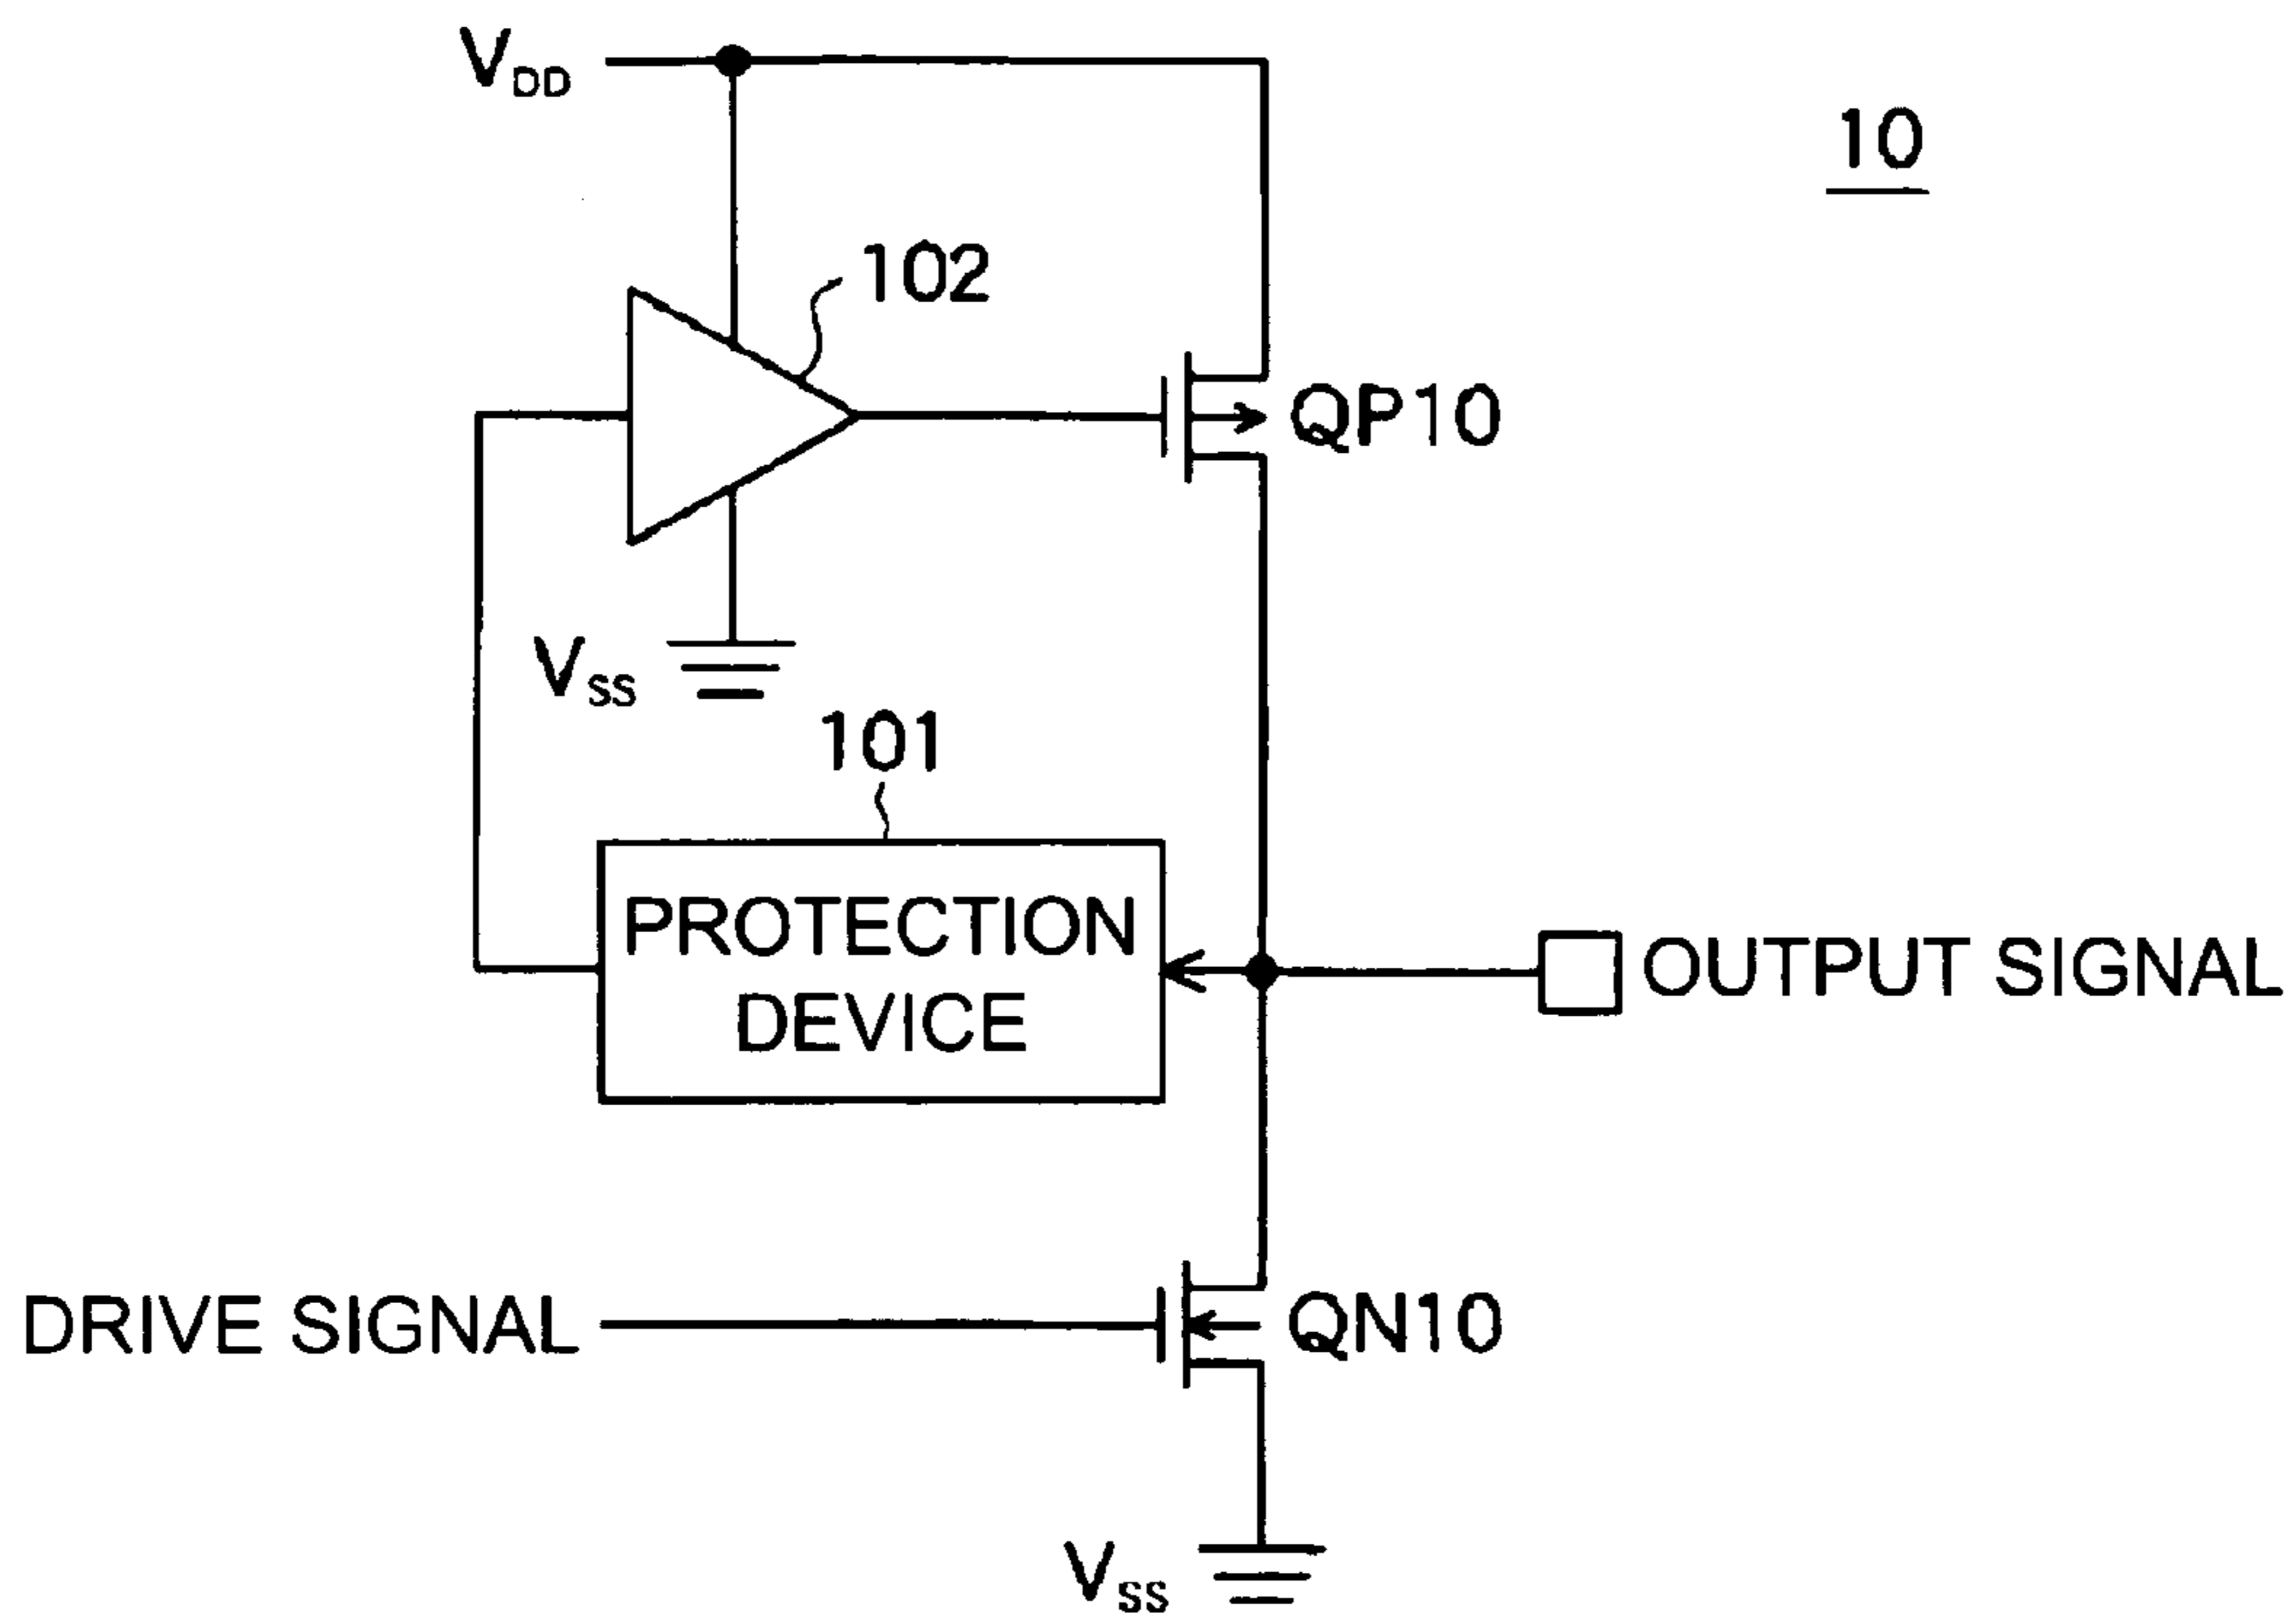 VDD
10
102
QP10
VSS
101
PROTECTION
DEVICE
OUTPUT SIGNAL
DRIVE SIGNAL
QN10
VSS